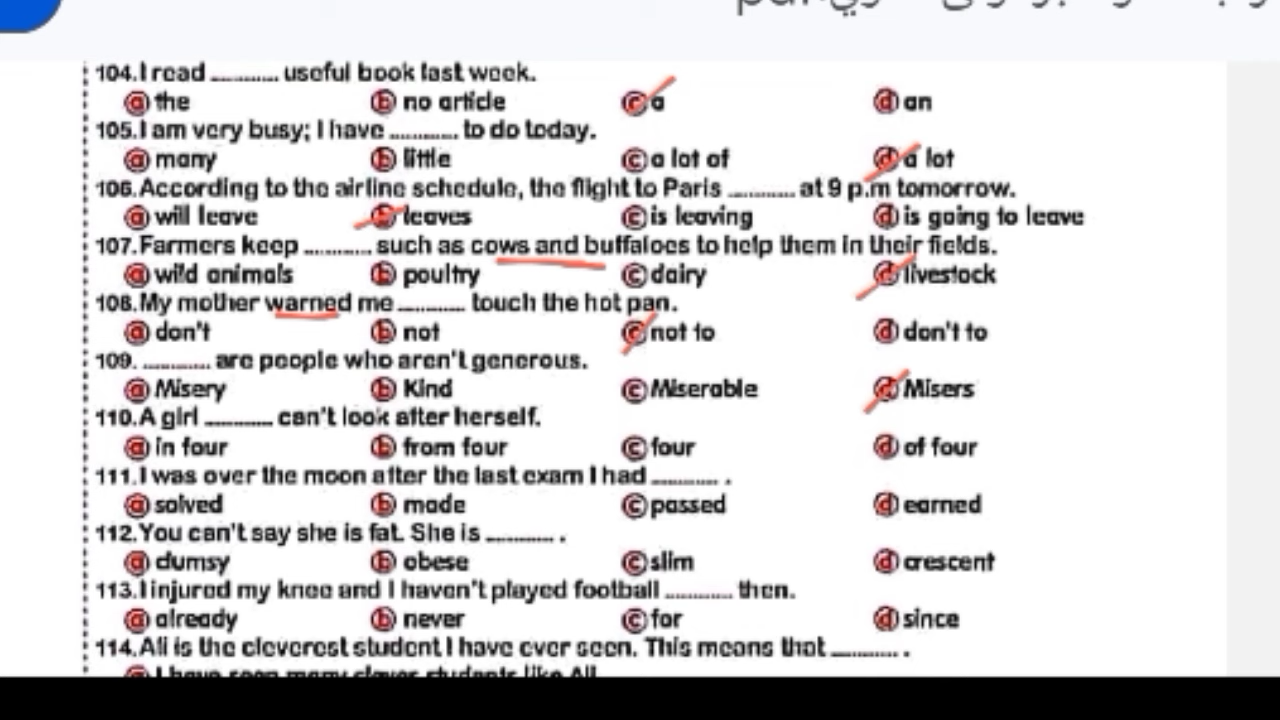 104.I read ........... useful book last week.
a the b no article c a d an
105.I am very busy; I have ........... to do today.
a many b little c a lot of d a lot
106.According to the airline schedule, the flight to Paris ........... at 9 p.m tomorrow.
a will leave b leaves c is leaving d is going to leave
107.Farmers keep ........... such as cows and buffaloes to help them in their fields.
a wild animals b poultry c dairy d livestock
108.My mother warned me ........... touch the hot pan.
a don't b not c not to d don't to
109. ........... are people who aren't generous.
a Misery b Kind c Miserable d Misers
110.A girl ........... can't look after herself.
a in four b from four c four d of four
111.I was over the moon after the last exam I had ........... .
a solved b made c passed d earned
112.You can't say she is fat. She is ........... .
a clumsy b obese c slim d crescent
113.I injured my knee and I haven't played football ........... then.
a already b never c for d since
114.Ali is the cleverest student I have ever seen. This means that ........... .
a I have seen many clever students like Ali